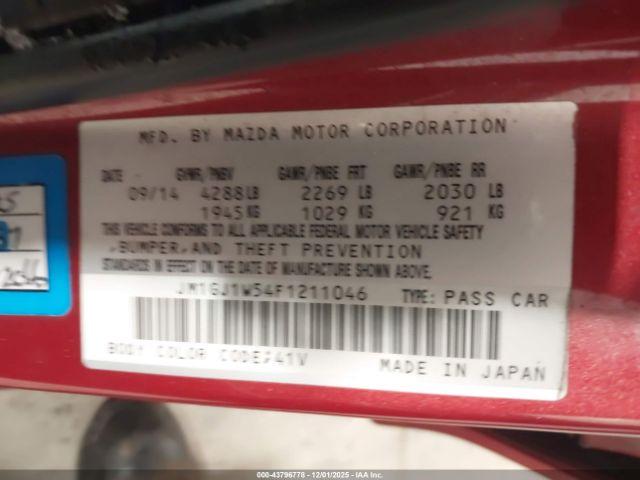 MFD. BY MAZDA MOTOR CORPORATION
DATE GVWR/PNBV GAWR/PNBE FRT GAWR/PNBE RR
09/14 4288LB 2269 LB 2030 LB
1945KG 1029 KG 921 KG
THIS VEHICLE CONFORMS TO ALL APPLICABLE FEDERAL MOTOR VEHICLE SAFETY
,BUMPER,AND THEFT PREVENTION
STANDARDS IN EFFECT ON THE DATE OF MANUFACTURE SHOWN ABOVE.
JM1GJ1W54F1211046 TYPE: PASS CAR
BODY COLOR CODE:41V MADE IN JAPAN
000-43796778 - 12/01/2025 - IAA Inc.